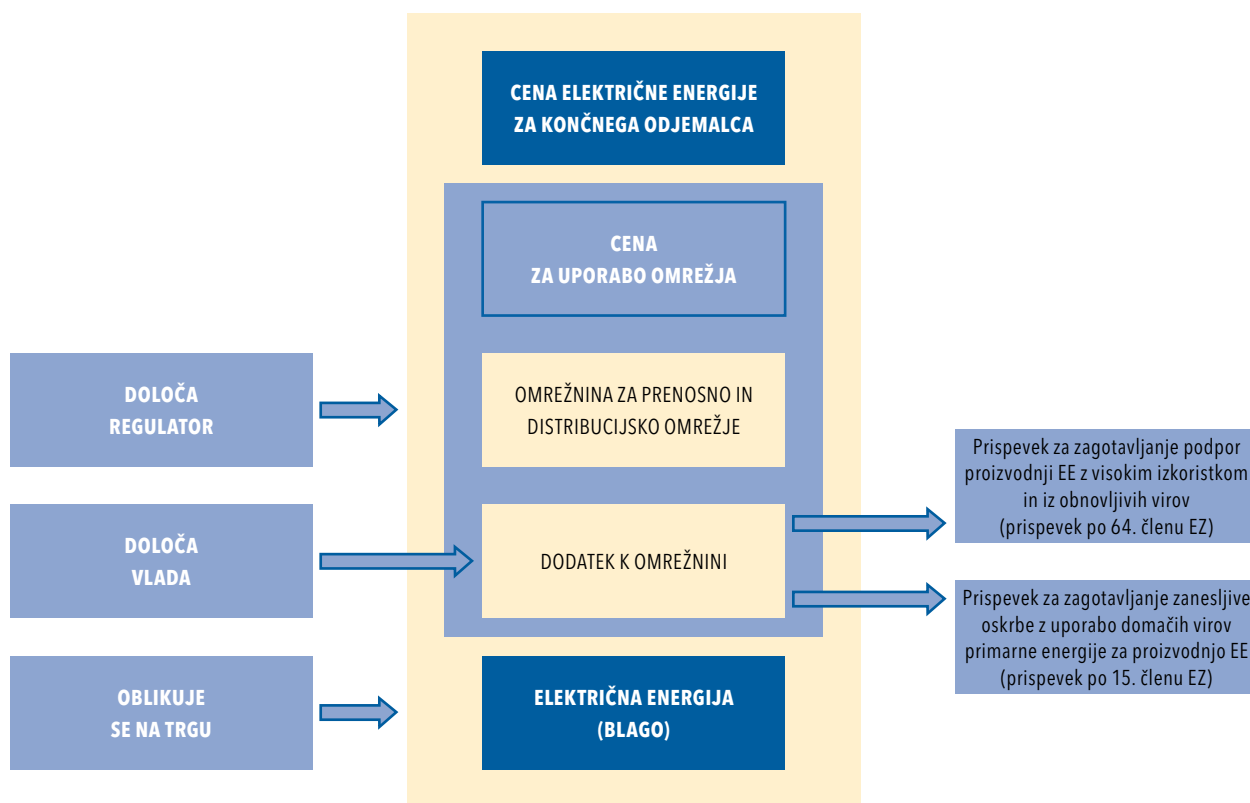 CENA ELEKTRIČNE ENERGIJE
ZA KONČNEGA ODJEMALCA
CENA
ZA UPORABO OMREŽJA
DOLOČA
REGULATOR
OMREŽNINA ZA PRENOSNO IN
DISTRIBUCIJSKO OMREŽJE
DOLOČA
VLADA
DODATEK K OMREŽNINI
Prispevek za zagotavljanje podpor
proizvodnji EE z visokim izkoristkom
in iz obnovljivih virov
(prispevek po 64. členu EZ)
Prispevek za zagotavljanje zanesljive
oskrbe z uporabo domačih virov
primarne energije za proizvodnjo EE
(prispevek po 15. členu EZ)
OBLIKUJE
SE NA TRGU
ELEKTRIČNA ENERGIJA
(BLAGO)